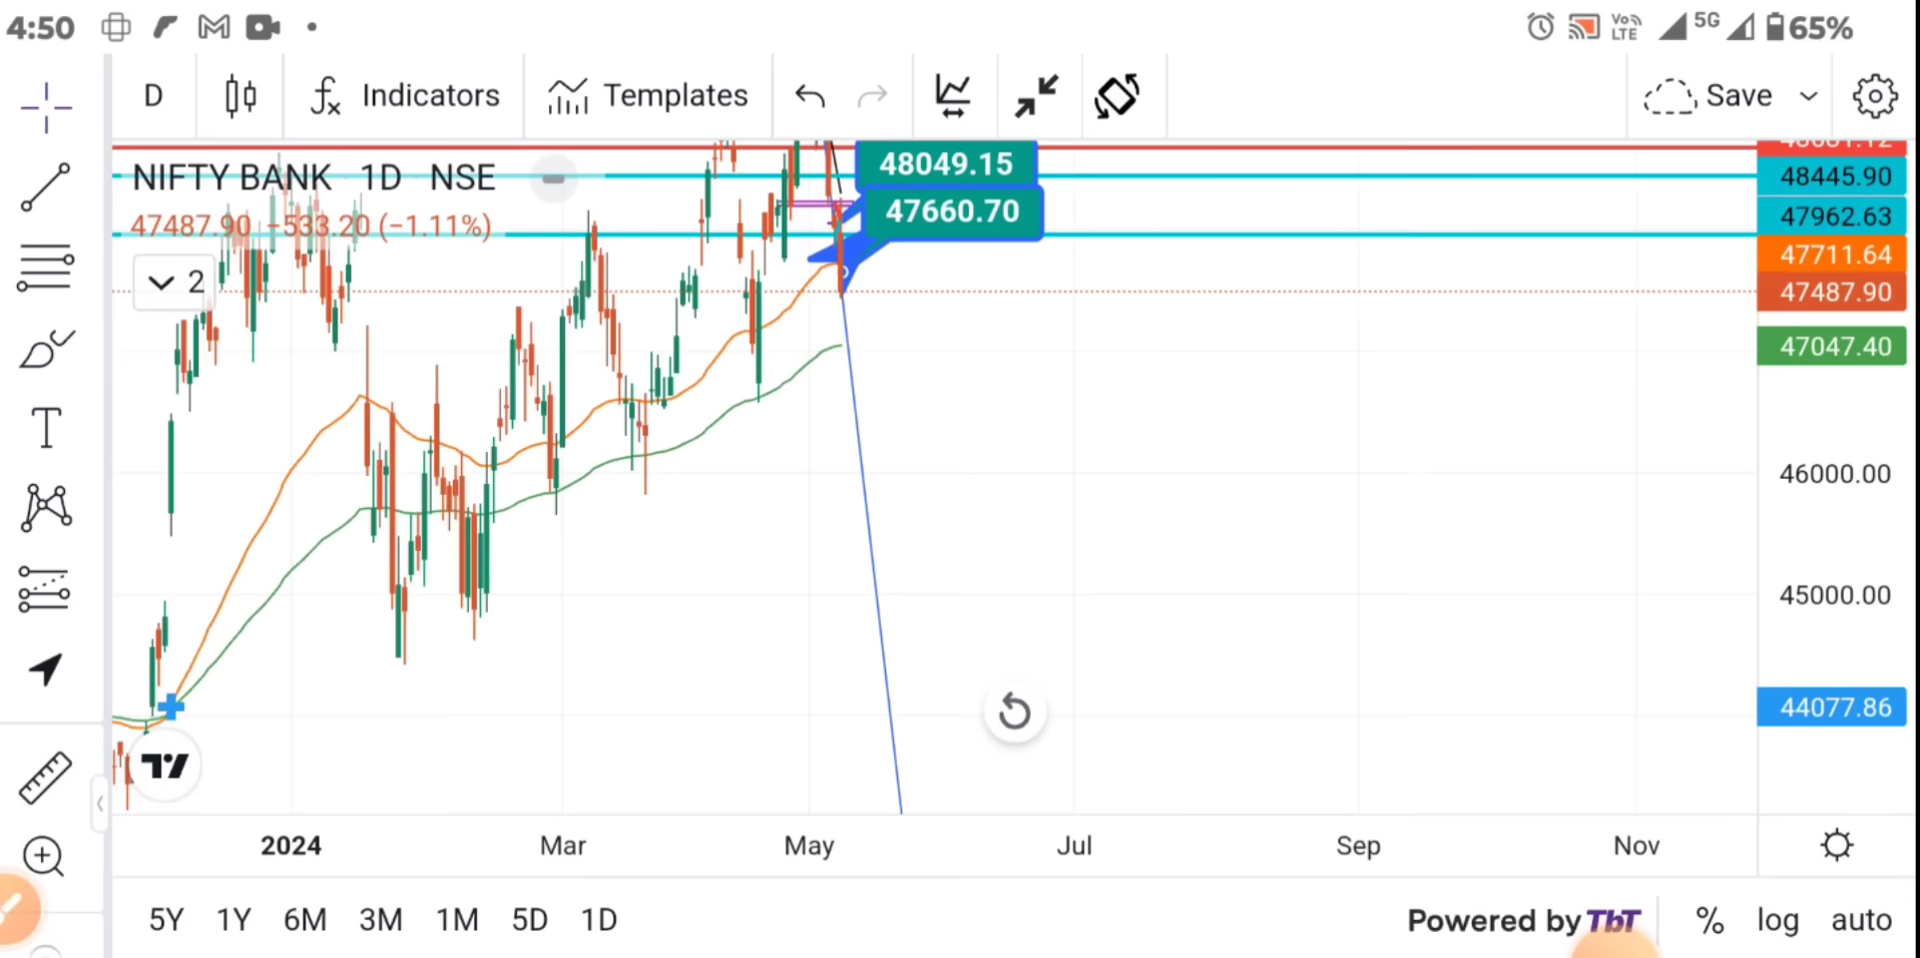 4:50 VoLTE 5G 65%
D Indicators Templates Save
NIFTY BANK 1D NSE
47487.90 −533.20 (−1.11%)
2
48049.15
47660.70
48445.90
47962.63
47711.64
47487.90
47047.40
46000.00
45000.00
44077.86
T
2024 Mar May Jul Sep Nov
5Y 1Y 6M 3M 1M 5D 1D
Powered by TbT % log auto